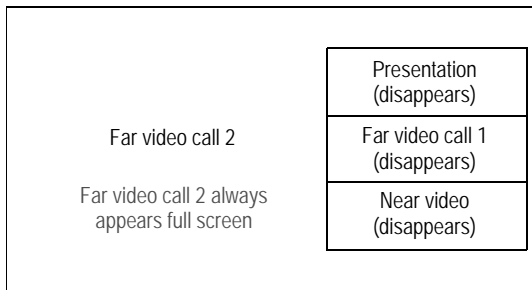 Far video call 2
Far video call 2 always
appears full screen
Presentation
(disappears)
Far video call 1
(disappears)
Near video
(disappears)